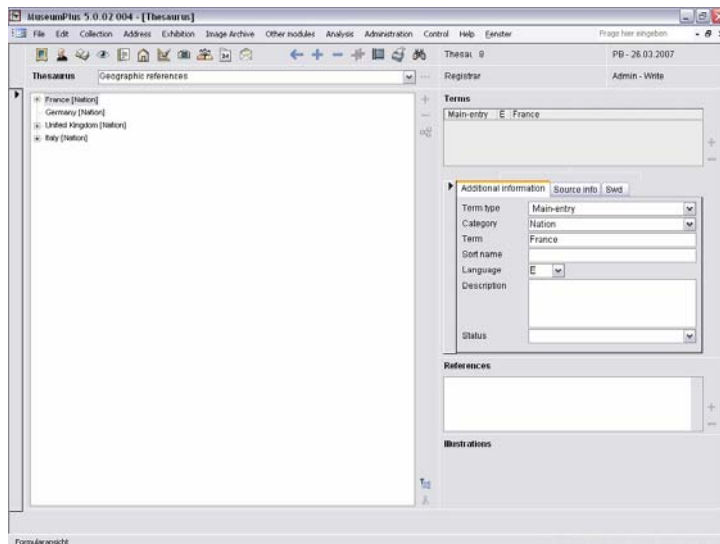 MuseumPlus 5.0.02 004 - [Thesaurus]
File Edit Collection Address Exhibition Image Archive Other modules Analysis Administration Control Help Fenster Frage hier eingeben
Thesau 9 PB - 26.03.2007
Thesaurus Geographic references Registrar Admin - Write
France [Nation]
Germany [Nation]
United Kingdom [Nation]
Italy [Nation]
Terms
Main-entry E France
Additional information Source info Swd
Term type Main-entry
Category Nation
Term France
Sort name
Language E
Description
Status
References
Illustrations
Formularansicht